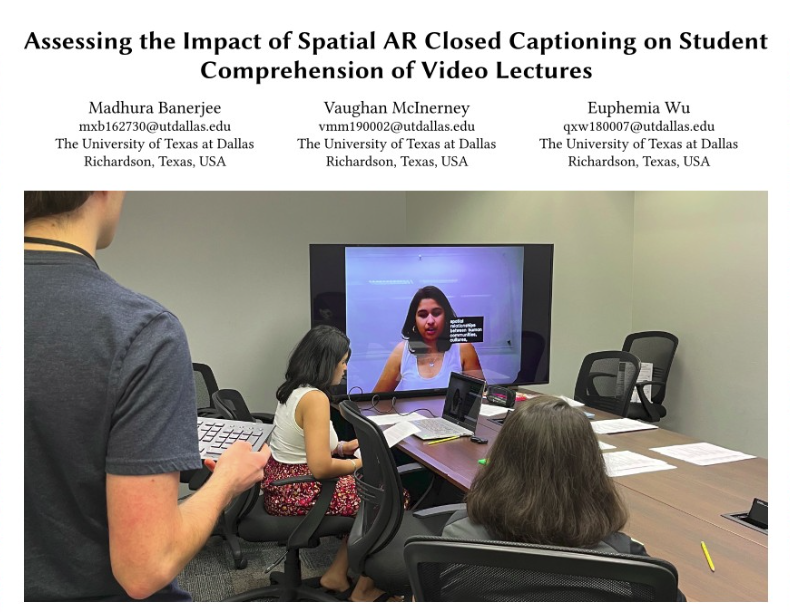 Assessing the Impact of Spatial AR Closed Captioning on Student
Comprehension of Video Lectures
Madhura Banerjee
mxb162730@utdallas.edu
The University of Texas at Dallas
Richardson, Texas, USA
Vaughan McInerney
vmm190002@utdallas.edu
The University of Texas at Dallas
Richardson, Texas, USA
Euphemia Wu
qxw180007@utdallas.edu
The University of Texas at Dallas
Richardson, Texas, USA
spatial
relationships
between human
communities,
cultures,